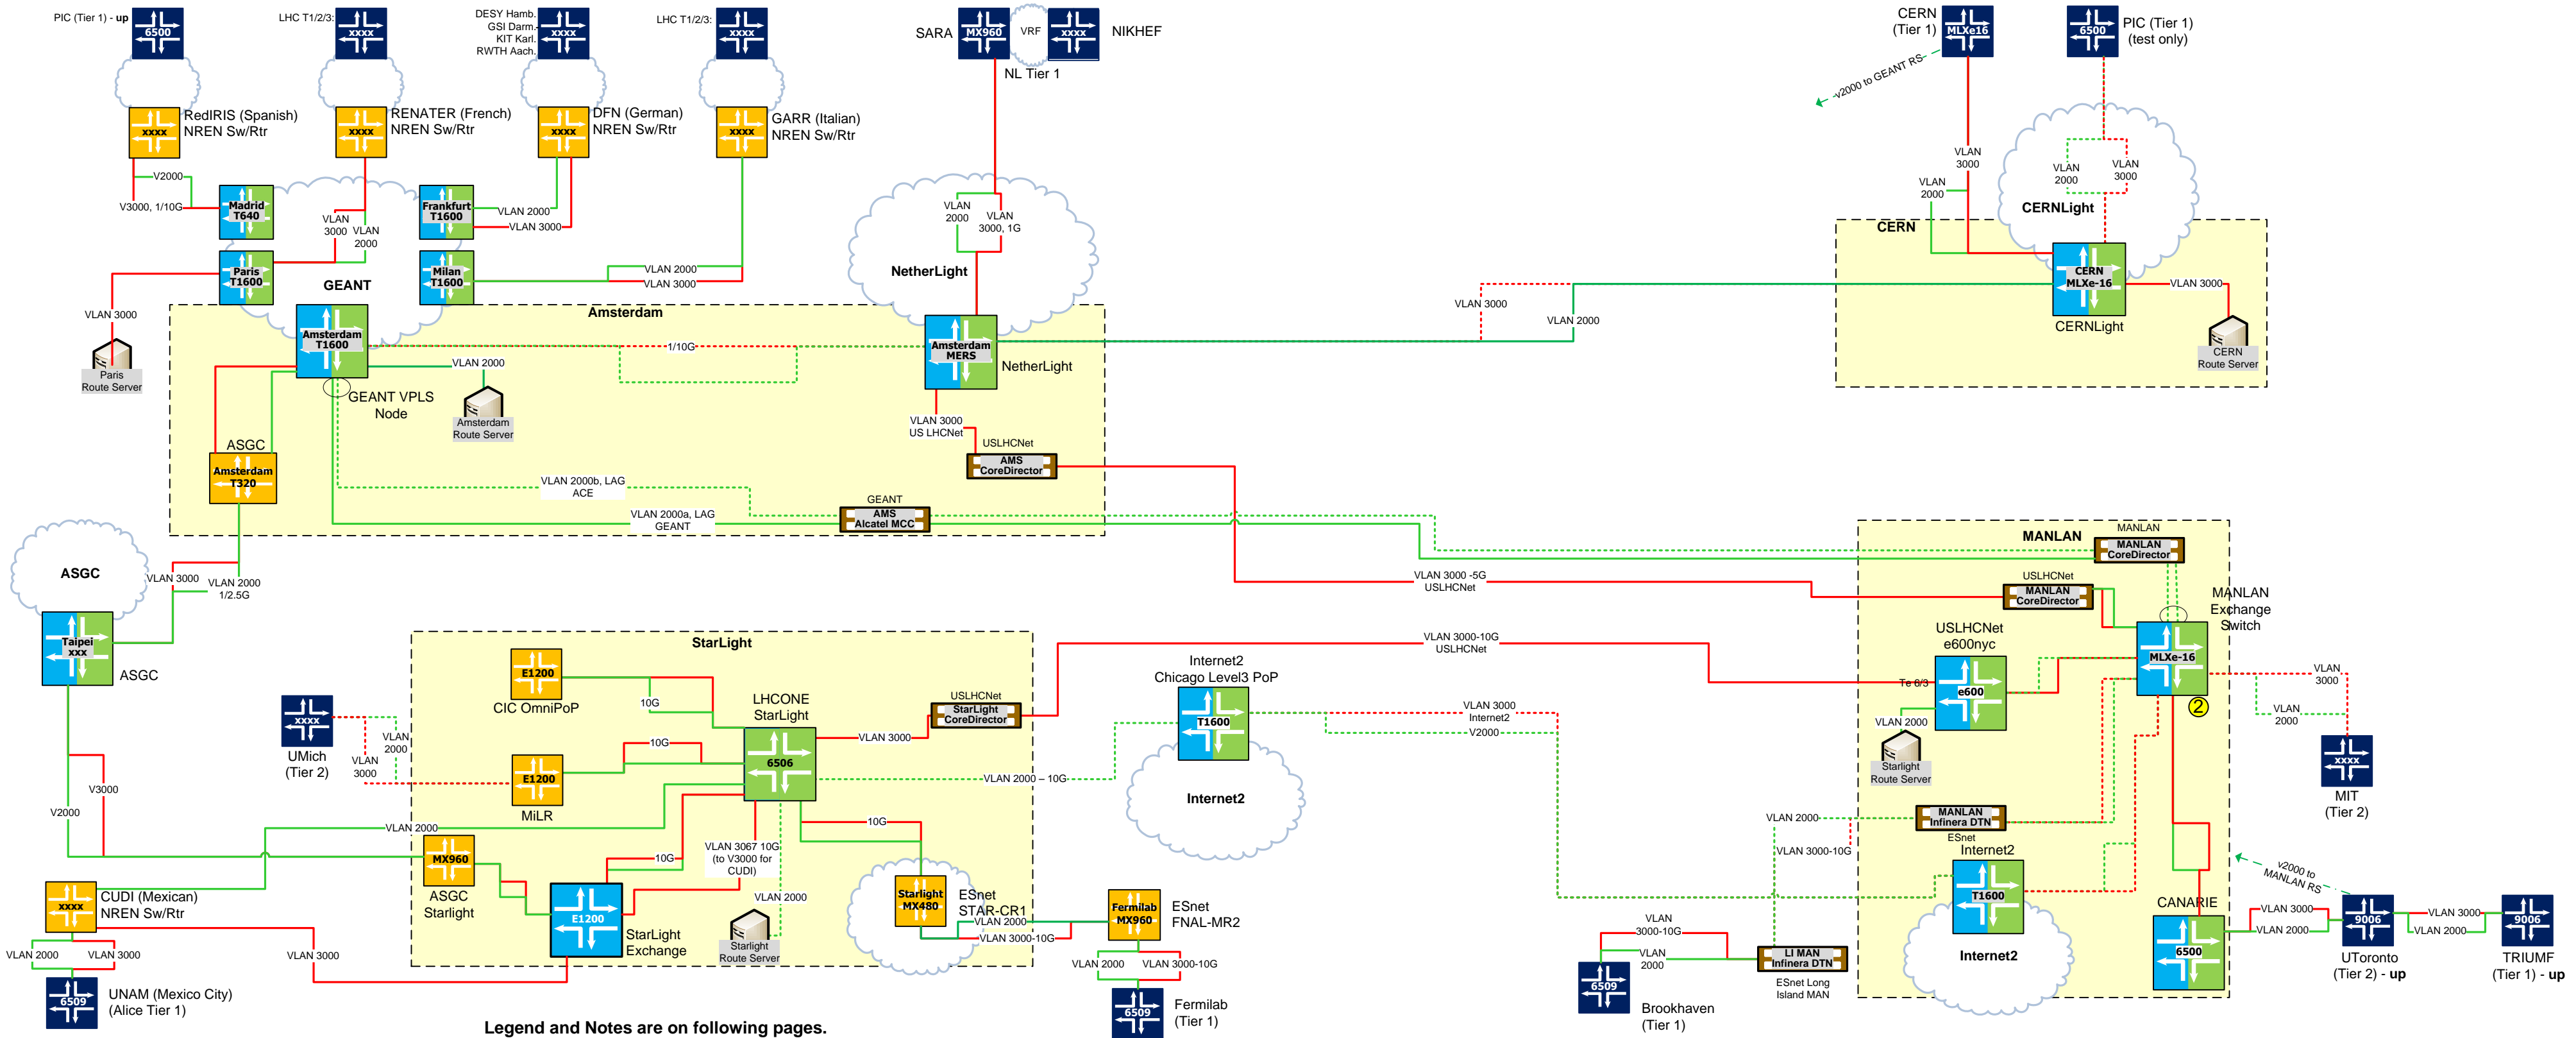 PIC (Tier 1) - up
6500
LHC T1/2/3:
xxxx
DESY Hamb.
GSI Darm.
KIT Karl.
RWTH Aach.
xxxx
LHC T1/2/3:
xxxx
SARA
MX960
VRF
xxxx
NIKHEF
NL Tier 1
CERN
(Tier 1)
MLXe16
6500
PIC (Tier 1)
(test only)
v2000 to GEANT RS
xxxx
RedIRIS (Spanish)
NREN Sw/Rtr
xxxx
RENATER (French)
NREN Sw/Rtr
xxxx
DFN (German)
NREN Sw/Rtr
xxxx
GARR (Italian)
NREN Sw/Rtr
V2000
V3000, 1/10G
Madrid
T640
VLAN
3000
VLAN
2000
Frankfurt
T1600
VLAN 2000
VLAN 3000
Paris
T1600
GEANT
Milan
T1600
VLAN 2000
VLAN 3000
VLAN
2000
VLAN
3000, 1G
NetherLight
VLAN
3000
VLAN
2000
VLAN
2000
VLAN
3000
CERNLight
CERN
CERN
MLXe-16
CERNLight
VLAN 3000
CERN
Route Server
VLAN 3000
VLAN 2000
VLAN 3000
Paris
Route Server
Amsterdam
Amsterdam
T1600
1/10G
VLAN 2000
GEANT VPLS
Node
Amsterdam
Route Server
Amsterdam
MERS
NetherLight
VLAN 3000
US LHCNet
USLHCNet
AMS
CoreDirector
ASGC
Amsterdam
T320
VLAN 2000b, LAG
ACE
VLAN 2000a, LAG
GEANT
GEANT
AMS
Alcatel MCC
ASGC
VLAN 3000
VLAN 2000
1/2.5G
Taipei
xxx
ASGC
VLAN 3000 -5G
USLHCNet
VLAN 3000-10G
USLHCNet
MANLAN
MANLAN
MANLAN
CoreDirector
USLHCNet
MANLAN
CoreDirector
MANLAN
Exchange
Switch
MLXe-16
2
USLHCNet
e600nyc
Te 6/3
e600
VLAN 2000
Starlight
Route Server
VLAN
3000
VLAN
2000
xxxx
MIT
(Tier 2)
StarLight
E1200
CIC OmniPoP
10G
LHCONE
StarLight
6506
USLHCNet
StarLight
CoreDirector
VLAN 3000
Internet2
Chicago Level3 PoP
T1600
Internet2
VLAN 3000
Internet2
V2000
xxxx
UMich
(Tier 2)
VLAN
2000
VLAN
3000
E1200
MiLR
10G
VLAN 2000 – 10G
V3000
V2000
VLAN 2000
MX960
ASGC
Starlight
10G
VLAN 3067 10G
(to V3000 for
CUDI)
10G
VLAN 2000
E1200
StarLight
Exchange
Starlight
Route Server
Starlight
MX480
ESnet
STAR-CR1
VLAN 2000
VLAN 3000-10G
Fermilab
MX960
ESnet
FNAL-MR2
VLAN 2000
VLAN 3000-10G
6509
Fermilab
(Tier 1)
xxxx
CUDI (Mexican)
NREN Sw/Rtr
VLAN 2000
VLAN 3000
VLAN 3000
6509
UNAM (Mexico City)
(Alice Tier 1)
VLAN 2000
VLAN 3000-10G
MANLAN
Infinera DTN
ESnet
Internet2
T1600
Internet2
VLAN
3000-10G
VLAN
2000
6509
Brookhaven
(Tier 1)
LI MAN
Infinera DTN
ESnet Long
Island MAN
CANARIE
6500
v2000 to
MANLAN RS
VLAN 3000
VLAN 2000
9006
UToronto
(Tier 2) - up
VLAN 3000
VLAN 2000
9006
TRIUMF
(Tier 1) - up
Legend and Notes are on following pages.